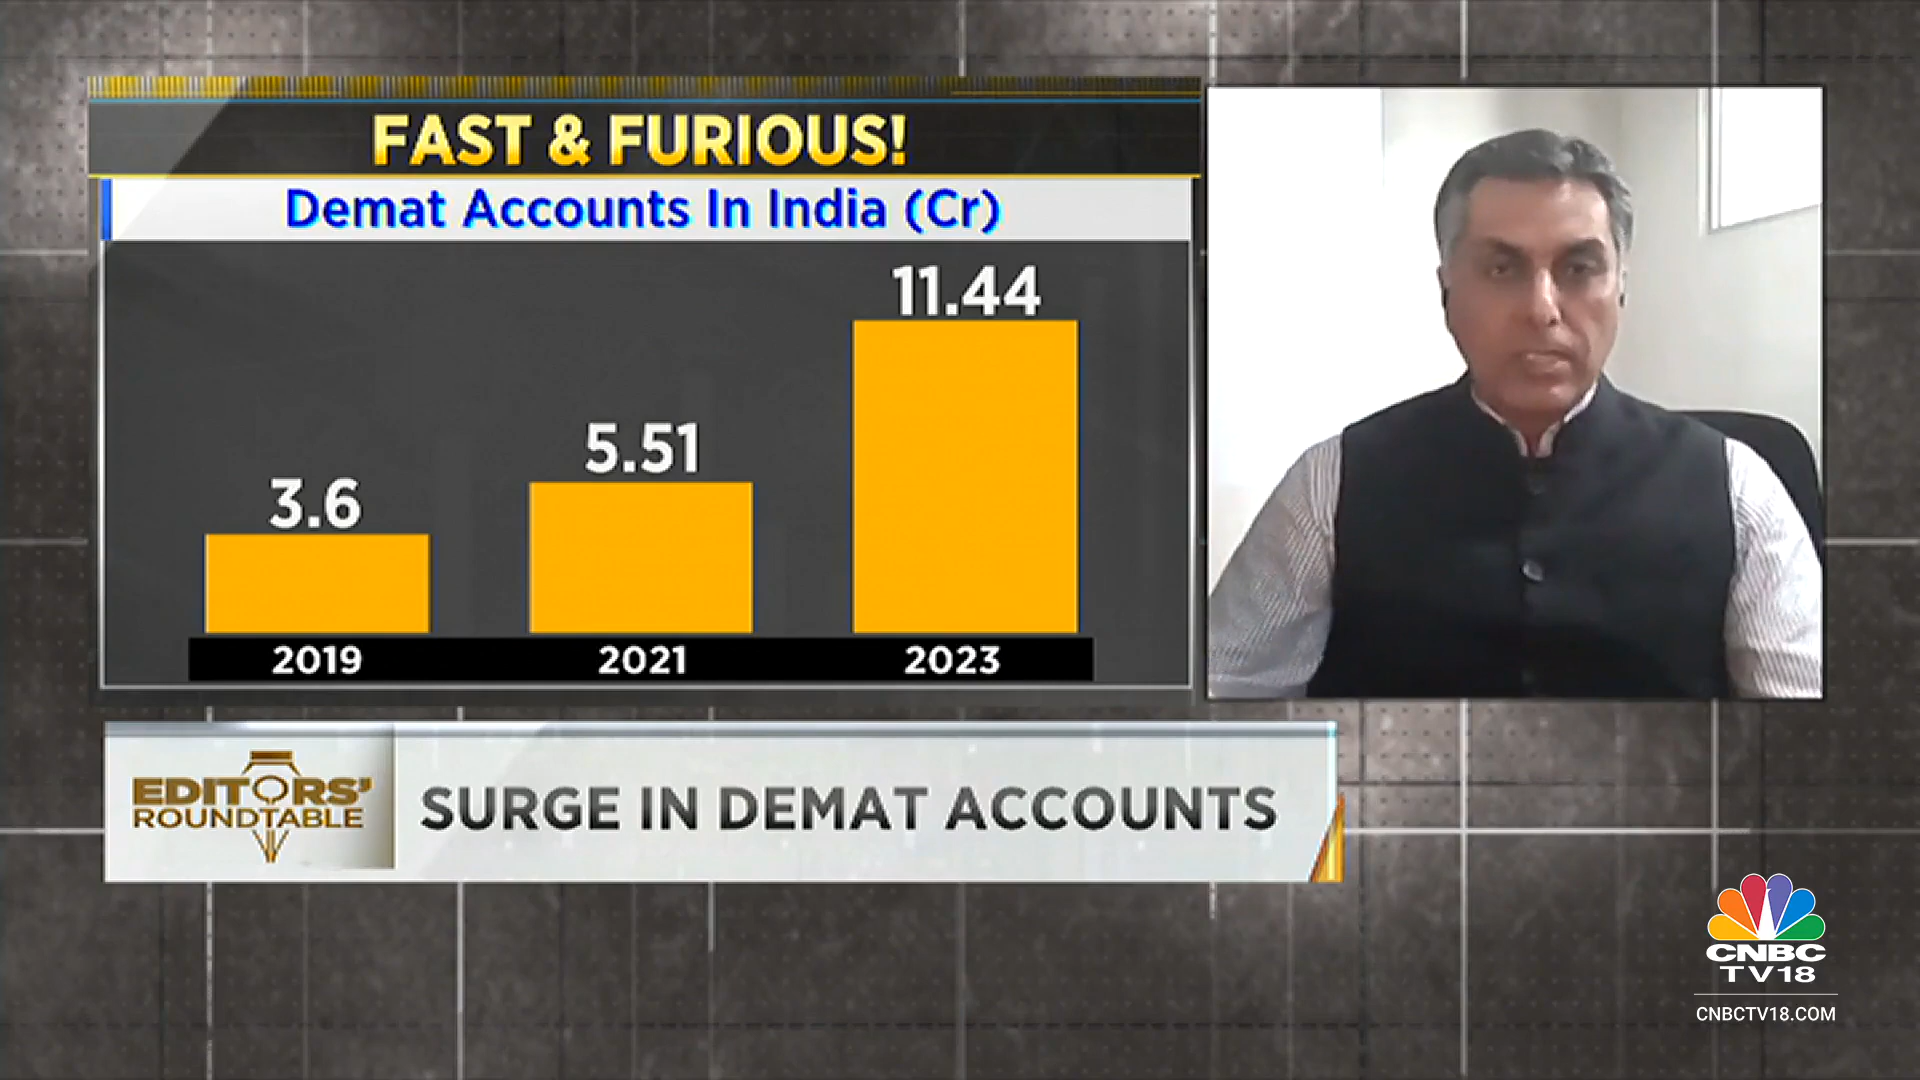 FAST & FURIOUS!
Demat Accounts In India (Cr)
3.6
5.51
11.44
2019
2021
2023
EDITORS'
ROUNDTABLE
SURGE IN DEMAT ACCOUNTS
CNBC
TV18
CNBCTV18.COM